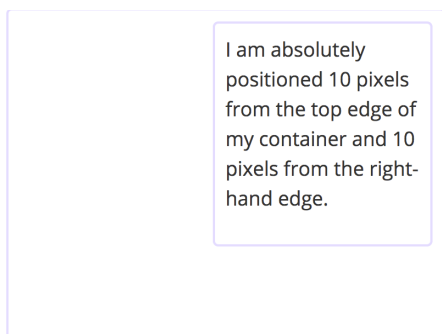 I am absolutely
positioned 10 pixels
from the top edge of
my container and 10
pixels from the right-
hand edge.